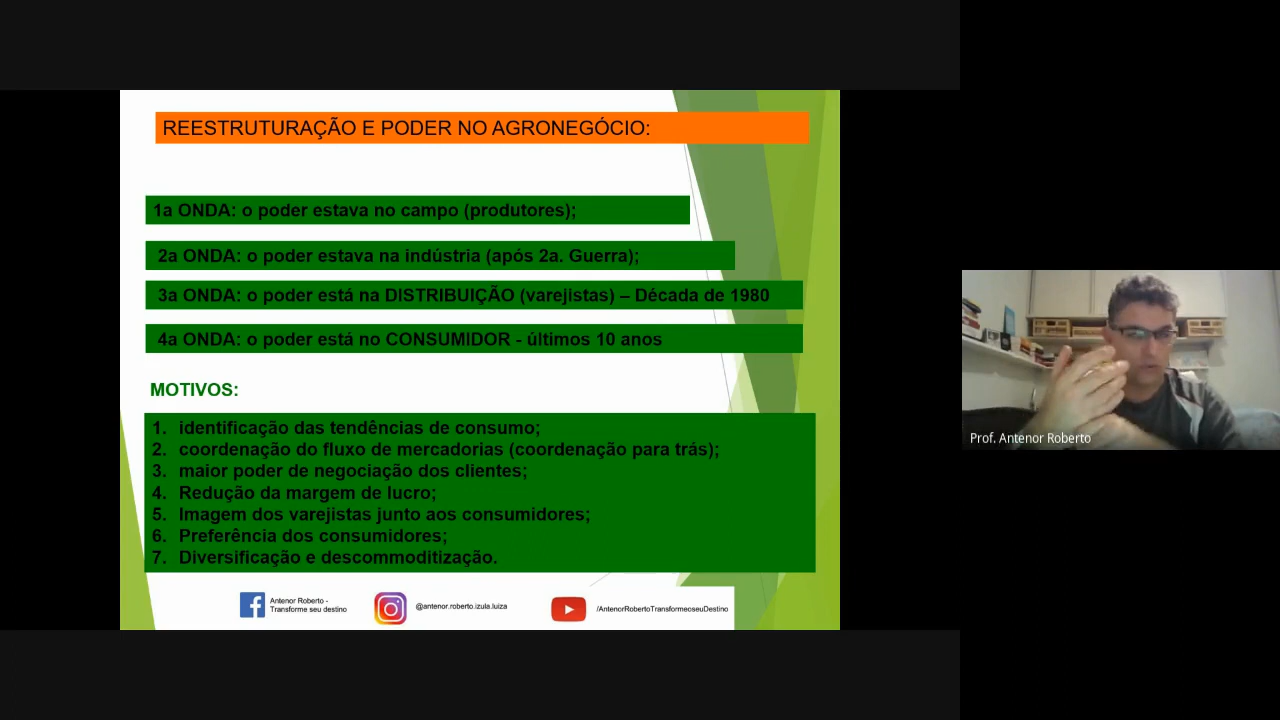 REESTRUTURAÇÃO E PODER NO AGRONEGÓCIO:
1a ONDA: o poder estava no campo (produtores);
2a ONDA: o poder estava na indústria (após 2a. Guerra);
3a ONDA: o poder está na DISTRIBUIÇÃO (varejistas) – Década de 1980
4a ONDA: o poder está no CONSUMIDOR - últimos 10 anos
MOTIVOS:
1. identificação das tendências de consumo;
2. coordenação do fluxo de mercadorias (coordenação para trás);
3. maior poder de negociação dos clientes;
4. Redução da margem de lucro;
5. Imagem dos varejistas junto aos consumidores;
6. Preferência dos consumidores;
7. Diversificação e descommoditização.
Antenor Roberto -
Transforme seu destino
@antenor.roberto.izula.luiza
/AntenorRobertoTransformeoseuDestino
Prof. Antenor Roberto